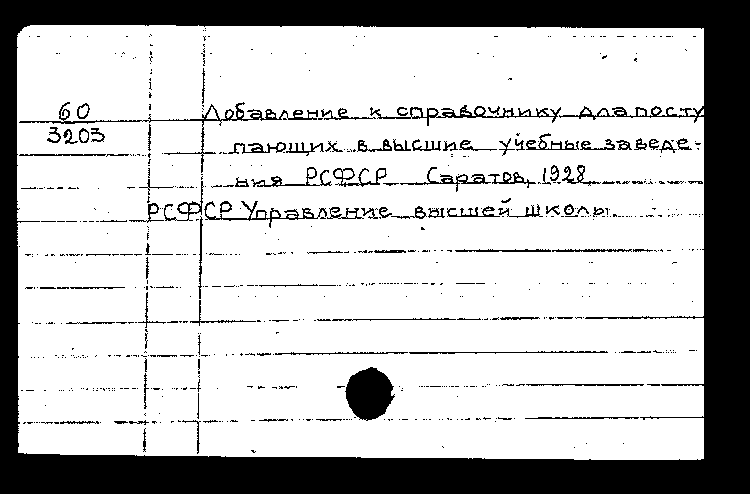 60
3203
Добавление к справочнику для посту
пающих в высшие учебные заведе-
ния РСФСР Саратов, 1928
РСФСР Управление высшей школы.